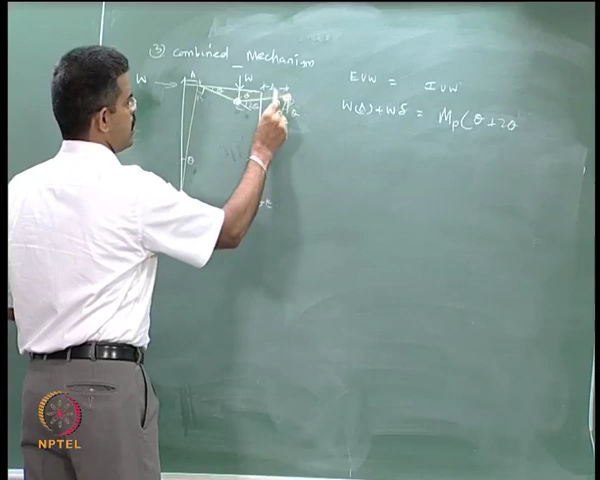 ③ Combined Mechanism
W
Δ
W
θ
θ
θ
θ
EVW = IVW
W(Δ) + Wδ = Mp(θ+2θ
NPTEL